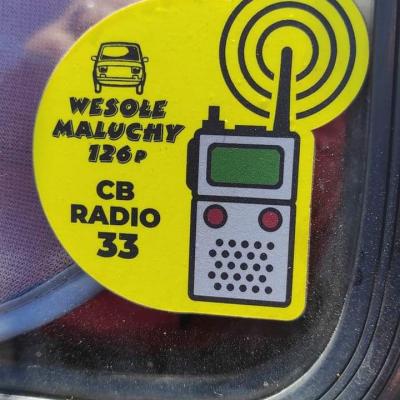 WESOŁE
MALUCHY
126P
CB
RADIO
33